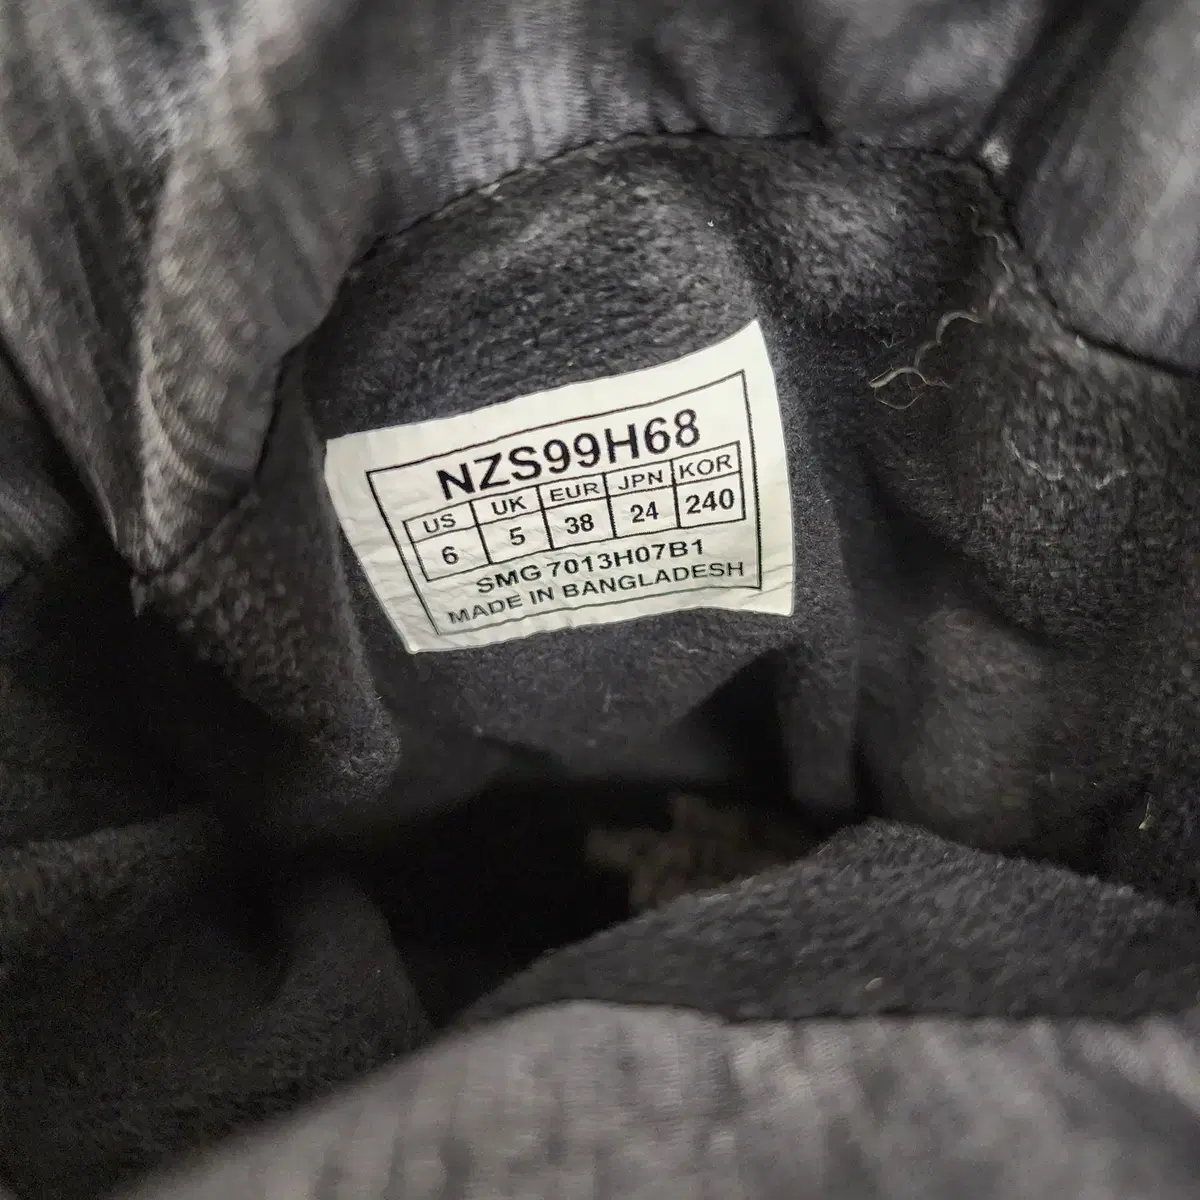 NZS99H68
US UK EUR JPN KOR
6 5 38 24 240
SMG 7013H07B1
MADE IN BANGLADESH